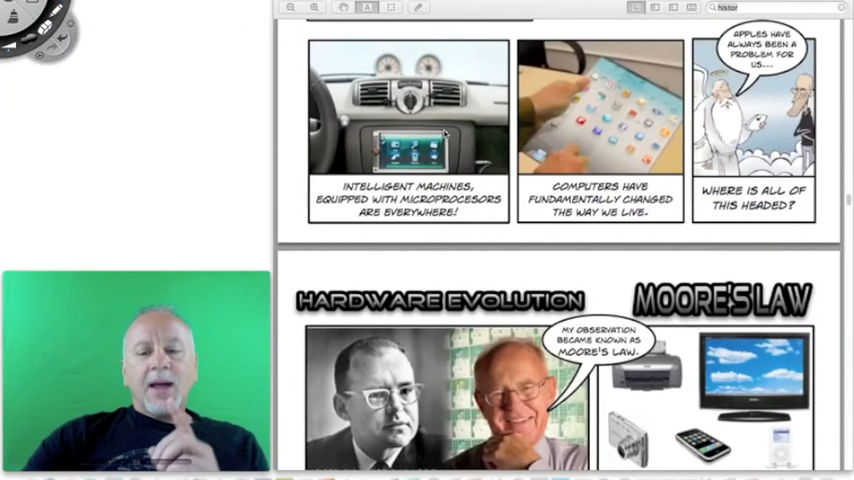 histor
APPLES HAVE
ALWAYS BEEN A
PROBLEM FOR
US...
INTELLIGENT MACHINES,
EQUIPPED WITH MICROPROCESORS
ARE EVERYWHERE!
COMPUTERS HAVE
FUNDAMENTALLY CHANGED
THE WAY WE LIVE.
WHERE IS ALL OF
THIS HEADED?
HARDWARE EVOLUTION
MOORE'S LAW
MY OBSERVATION
BECAME KNOWN AS
MOORE'S LAW.